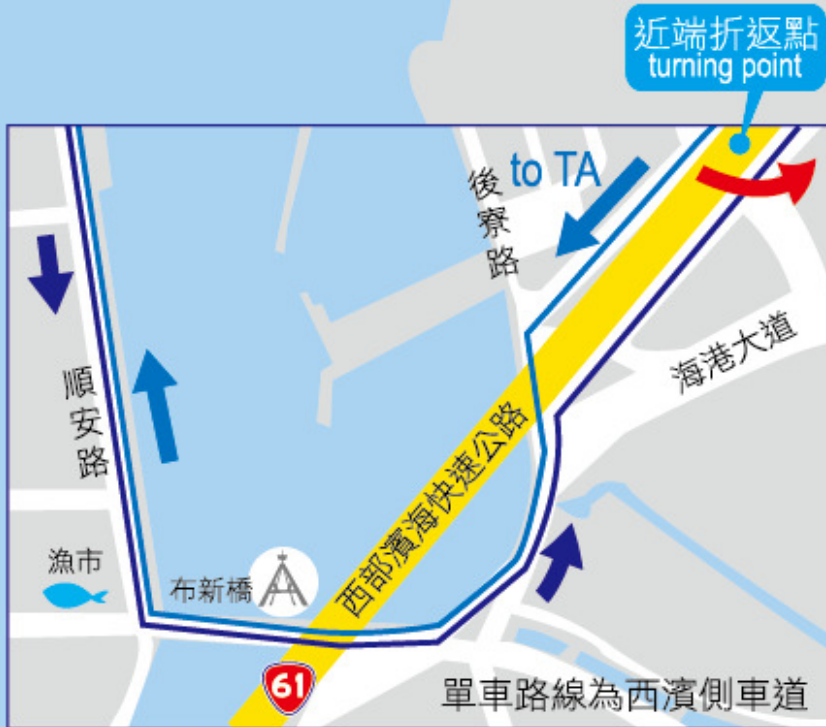 近端折返點
turning point
to TA
後寮路
海港大道
順安路
西部濱海快速公路
漁市
布新橋
61
單車路線為西濱側車道